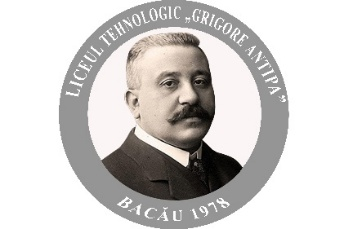 LICEUL TEHNOLOGIC „GRIGORE ANTIPA”
BACĂU 1978